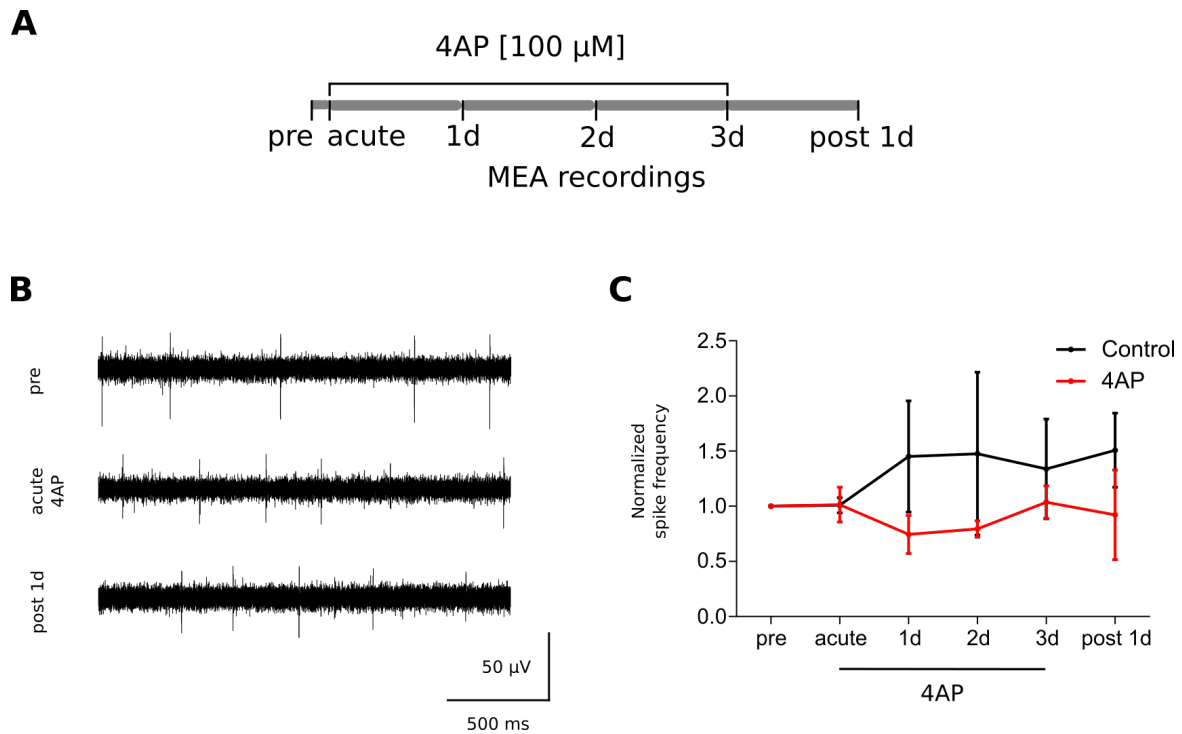 A
4AP [100 µM]
pre acute 1d 2d 3d post 1d
MEA recordings
B
pre
acute
4AP
post 1d
50 µV
500 ms
C
Normalized
spike frequency
2.5
2.0
1.5
1.0
0.5
0.0
Control
4AP
pre acute 1d 2d 3d post 1d
4AP